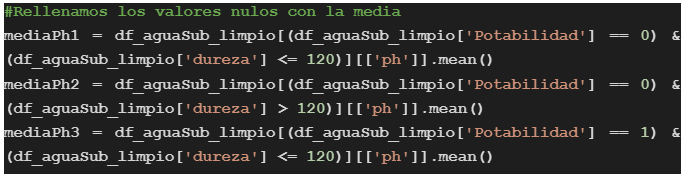 #Rellenamos los valores nulos con la media
mediaPh1 = df_aguaSub_limpio[(df_aguaSub_limpio['Potabilidad'] == 0) &
(df_aguaSub_limpio['dureza'] <= 120)][['ph']].mean()
mediaPh2 = df_aguaSub_limpio[(df_aguaSub_limpio['Potabilidad'] == 0) &
(df_aguaSub_limpio['dureza'] > 120)][['ph']].mean()
mediaPh3 = df_aguaSub_limpio[(df_aguaSub_limpio['Potabilidad'] == 1) &
(df_aguaSub_limpio['dureza'] <= 120)][['ph']].mean()